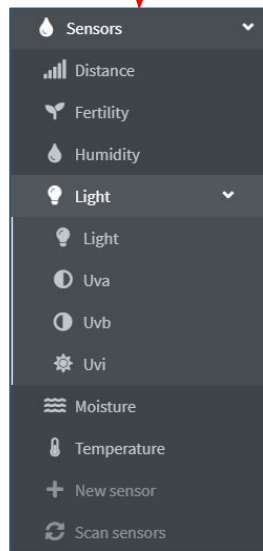 Sensors
Distance
Fertility
Humidity
Light
Light
Uva
Uvb
Uvi
Moisture
Temperature
New sensor
Scan sensors